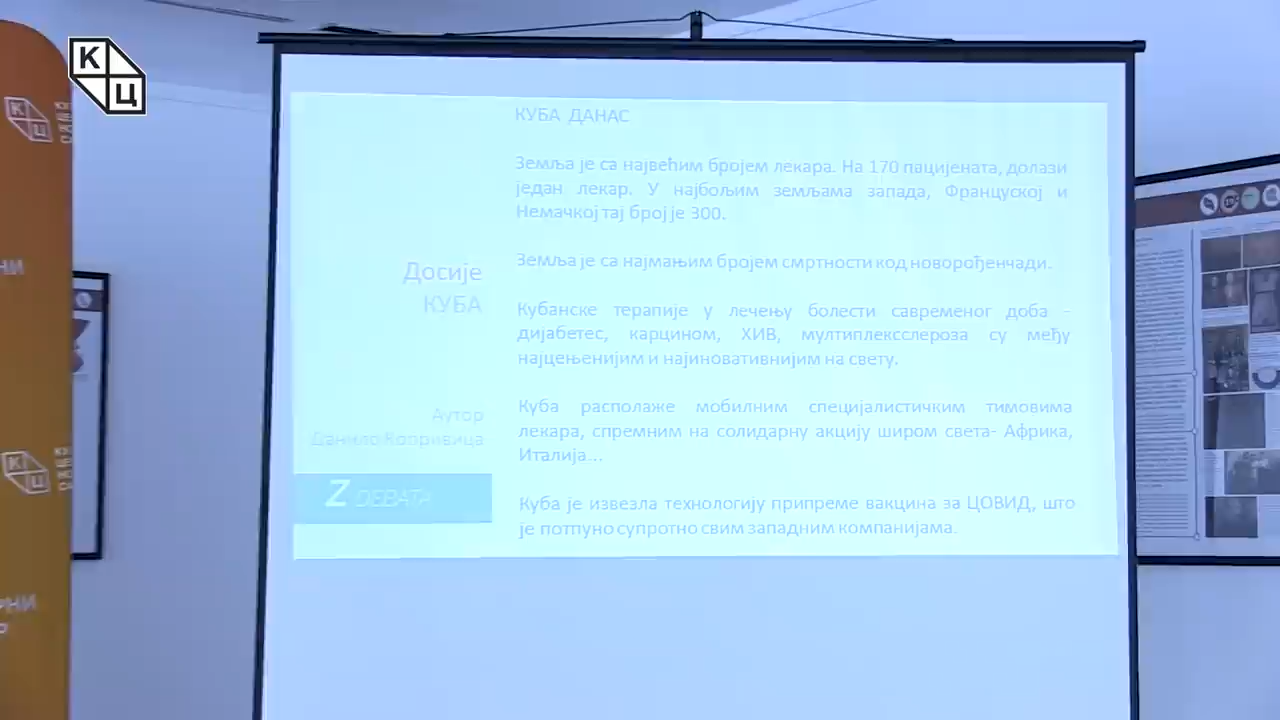 К
Ц
КУБА ДАНАС
Земља је са највећим бројем лекара. На 170 пацијената, долази
један лекар. У најбољим земљама запада, Француској и
Немачкој тај број је 300.
Земља је са најмањим бројем смртности код новорођенчади.
Кубанске терапије у лечењу болести савременог доба -
дијабетес, карцином, ХИВ, мултиплексслероза су међу
најцењенијим и најиновативнијим на свету.
Куба располаже мобилним специјалистичким тимовима
лекара, спремним на солидарну акцију широм света- Африка,
Италија...
Куба је извезла технологију припреме вакцина за ЦОВИД, што
је потпуно супротно свим западним компанијама.
Досије
КУБА
Аутор
Данило Копривица
Z DEBATA
К
Ц
К
Ц